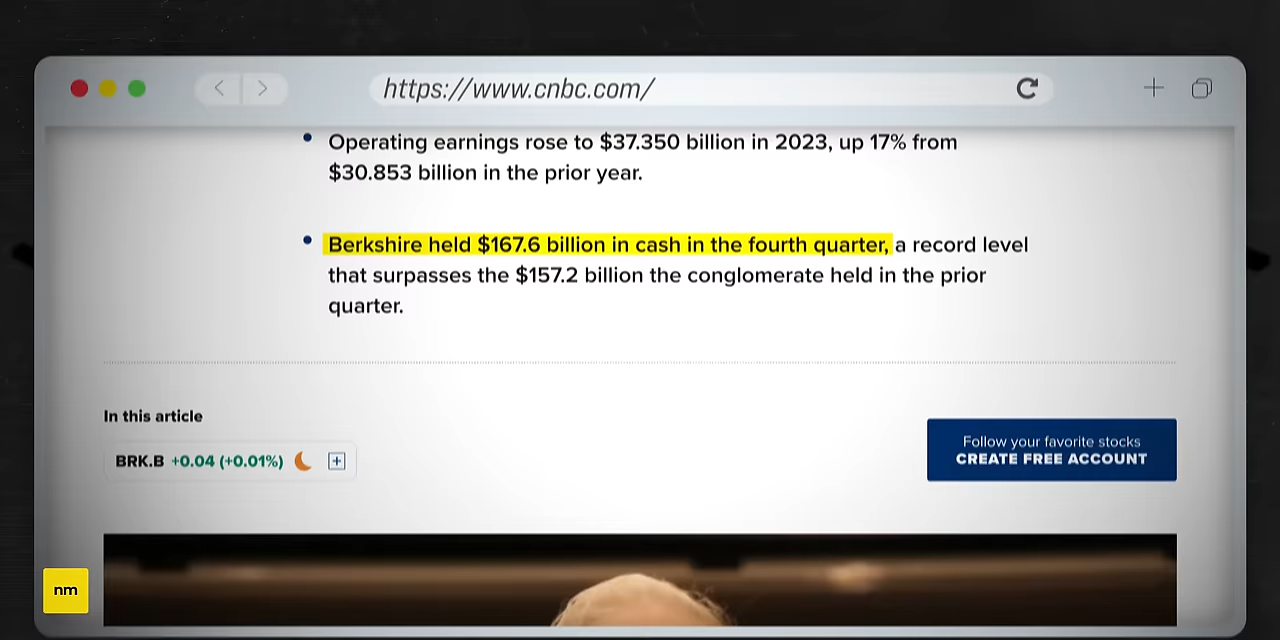 https://www.cnbc.com/
Operating earnings rose to $37.350 billion in 2023, up 17% from
$30.853 billion in the prior year.
Berkshire held $167.6 billion in cash in the fourth quarter, a record level
that surpasses the $157.2 billion the conglomerate held in the prior
quarter.
In this article
BRK.B +0.04 (+0.01%)
Follow your favorite stocks
CREATE FREE ACCOUNT
nm